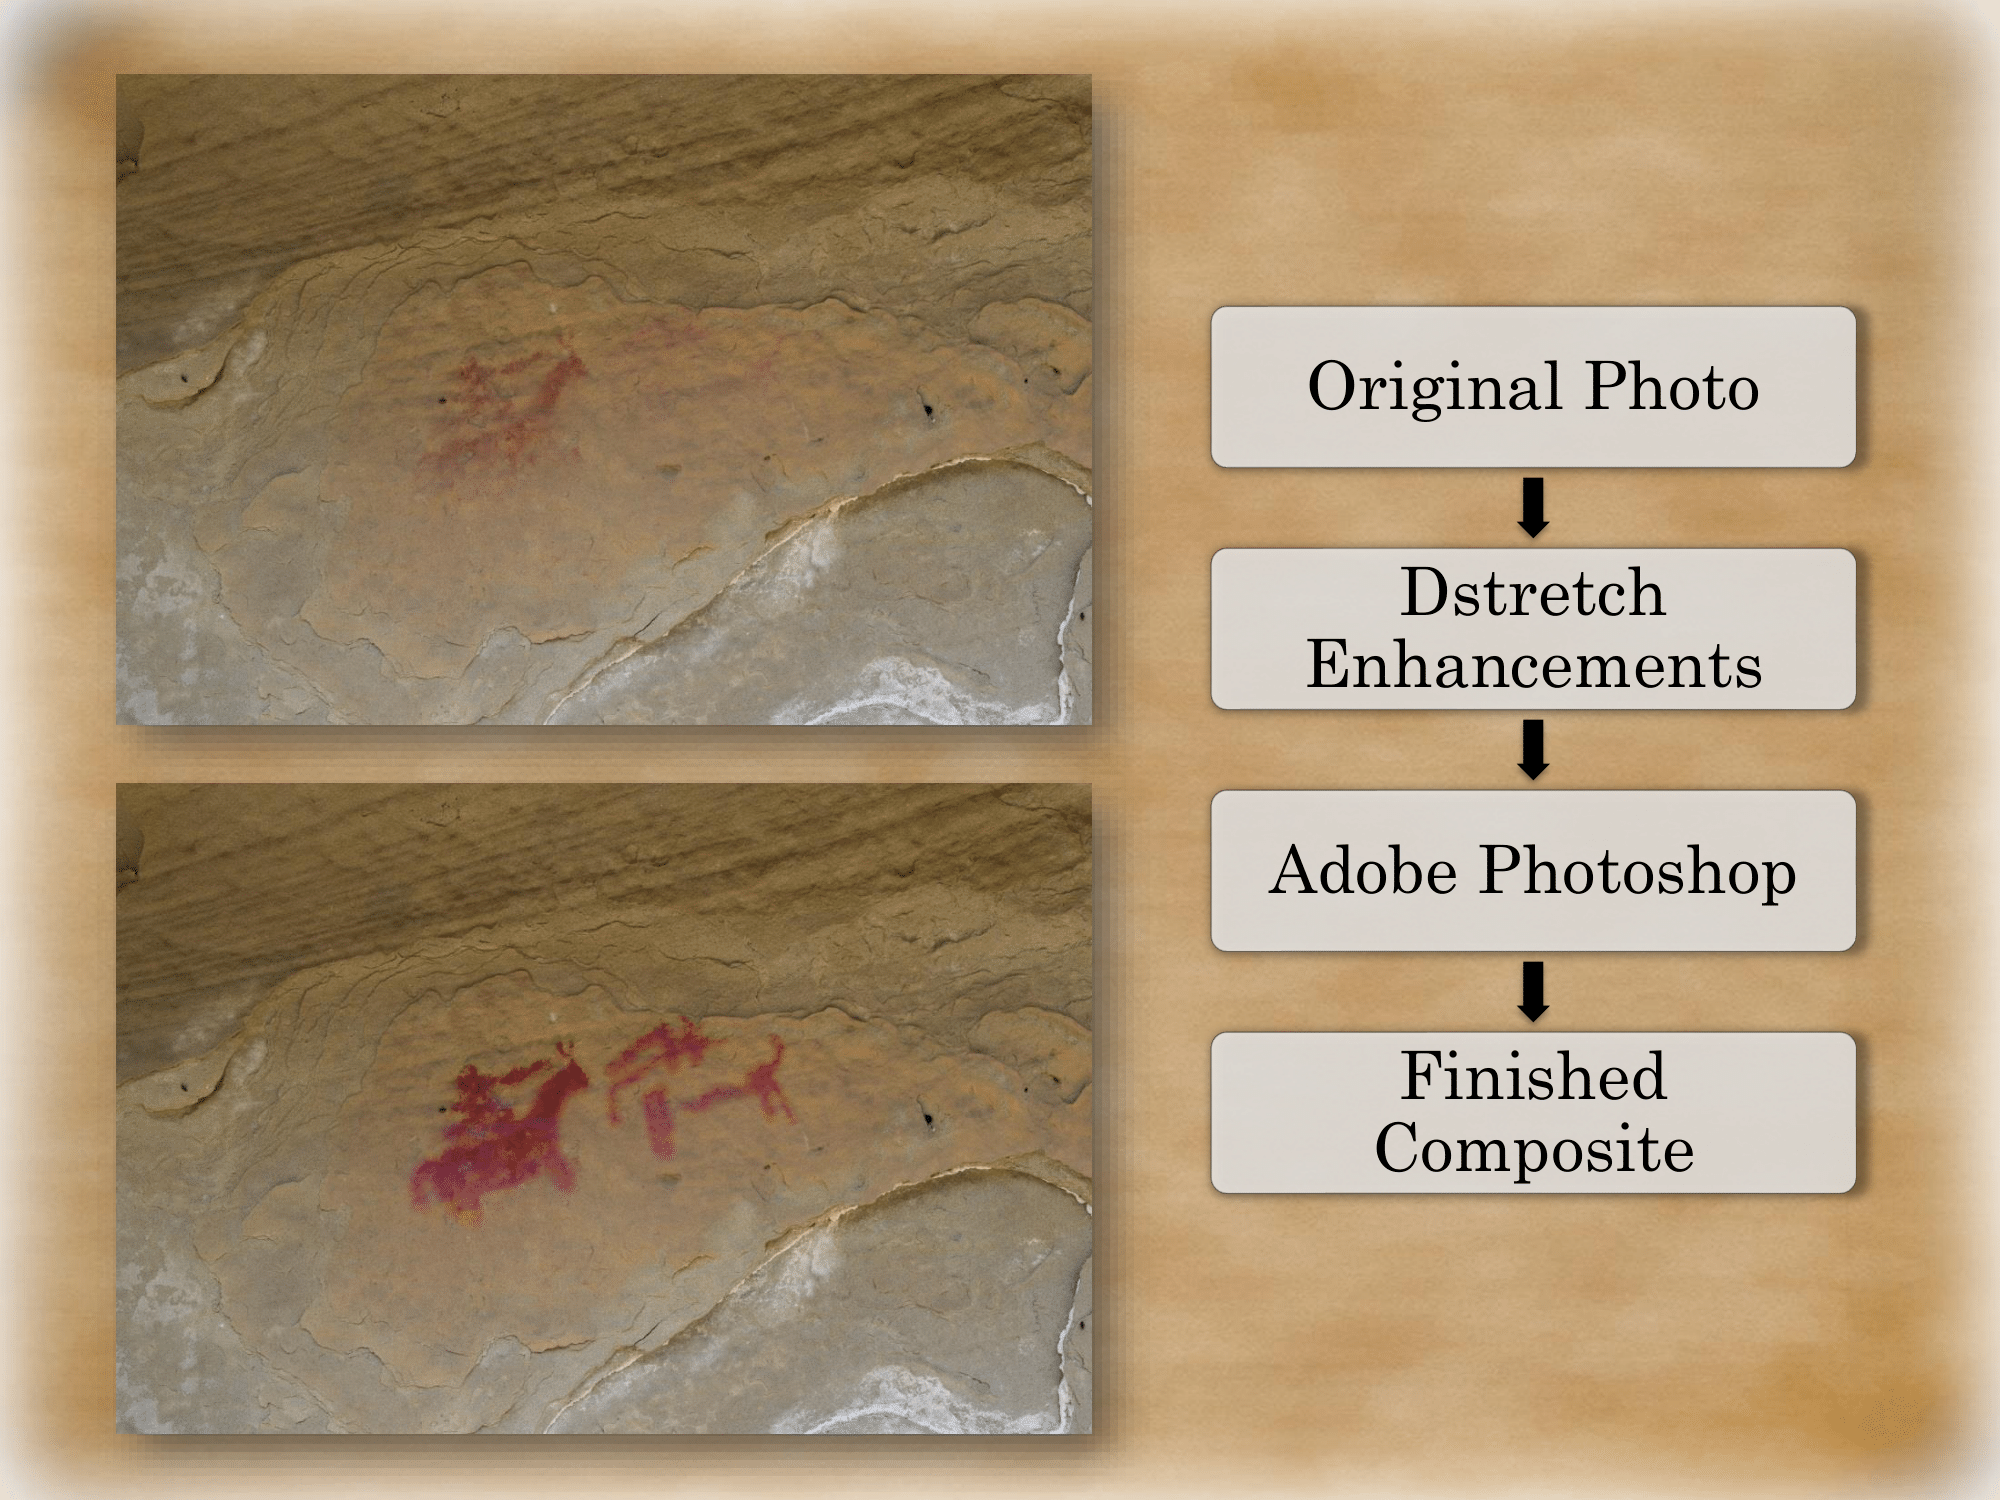 Original Photo
Dstretch
Enhancements
Adobe Photoshop
Finished
Composite